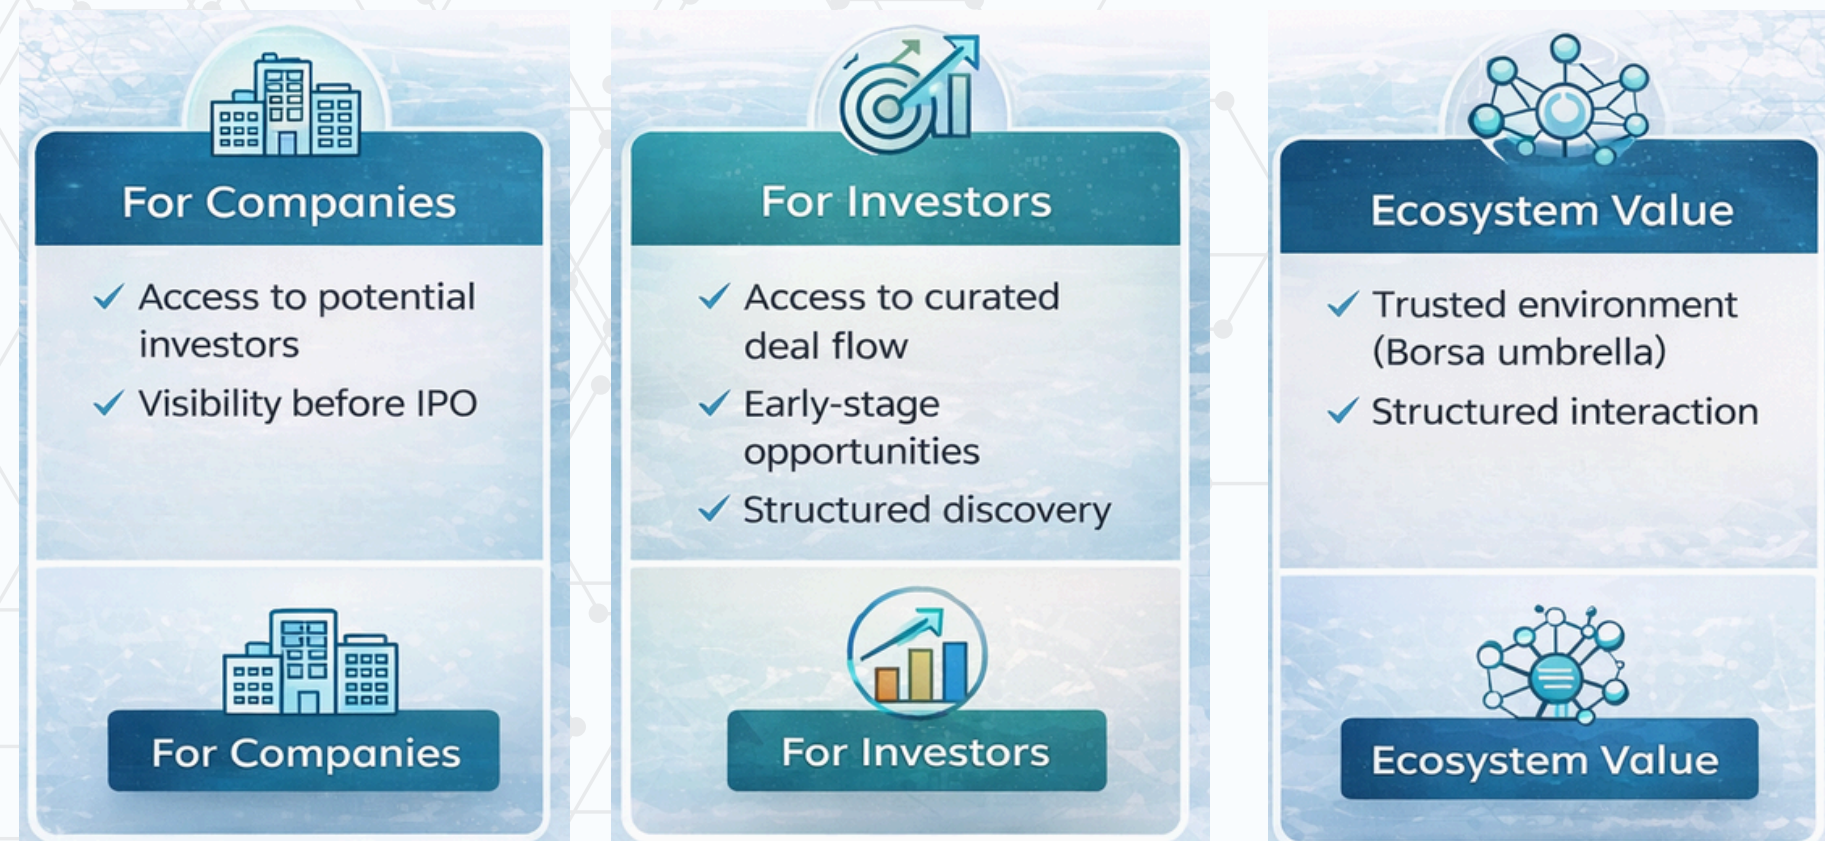 For Companies
Access to potential
investors
Visibility before IPO
For Companies
For Investors
Access to curated
deal flow
Early-stage
opportunities
Structured discovery
For Investors
Ecosystem Value
Trusted environment
(Borsa umbrella)
Structured interaction
Ecosystem Value